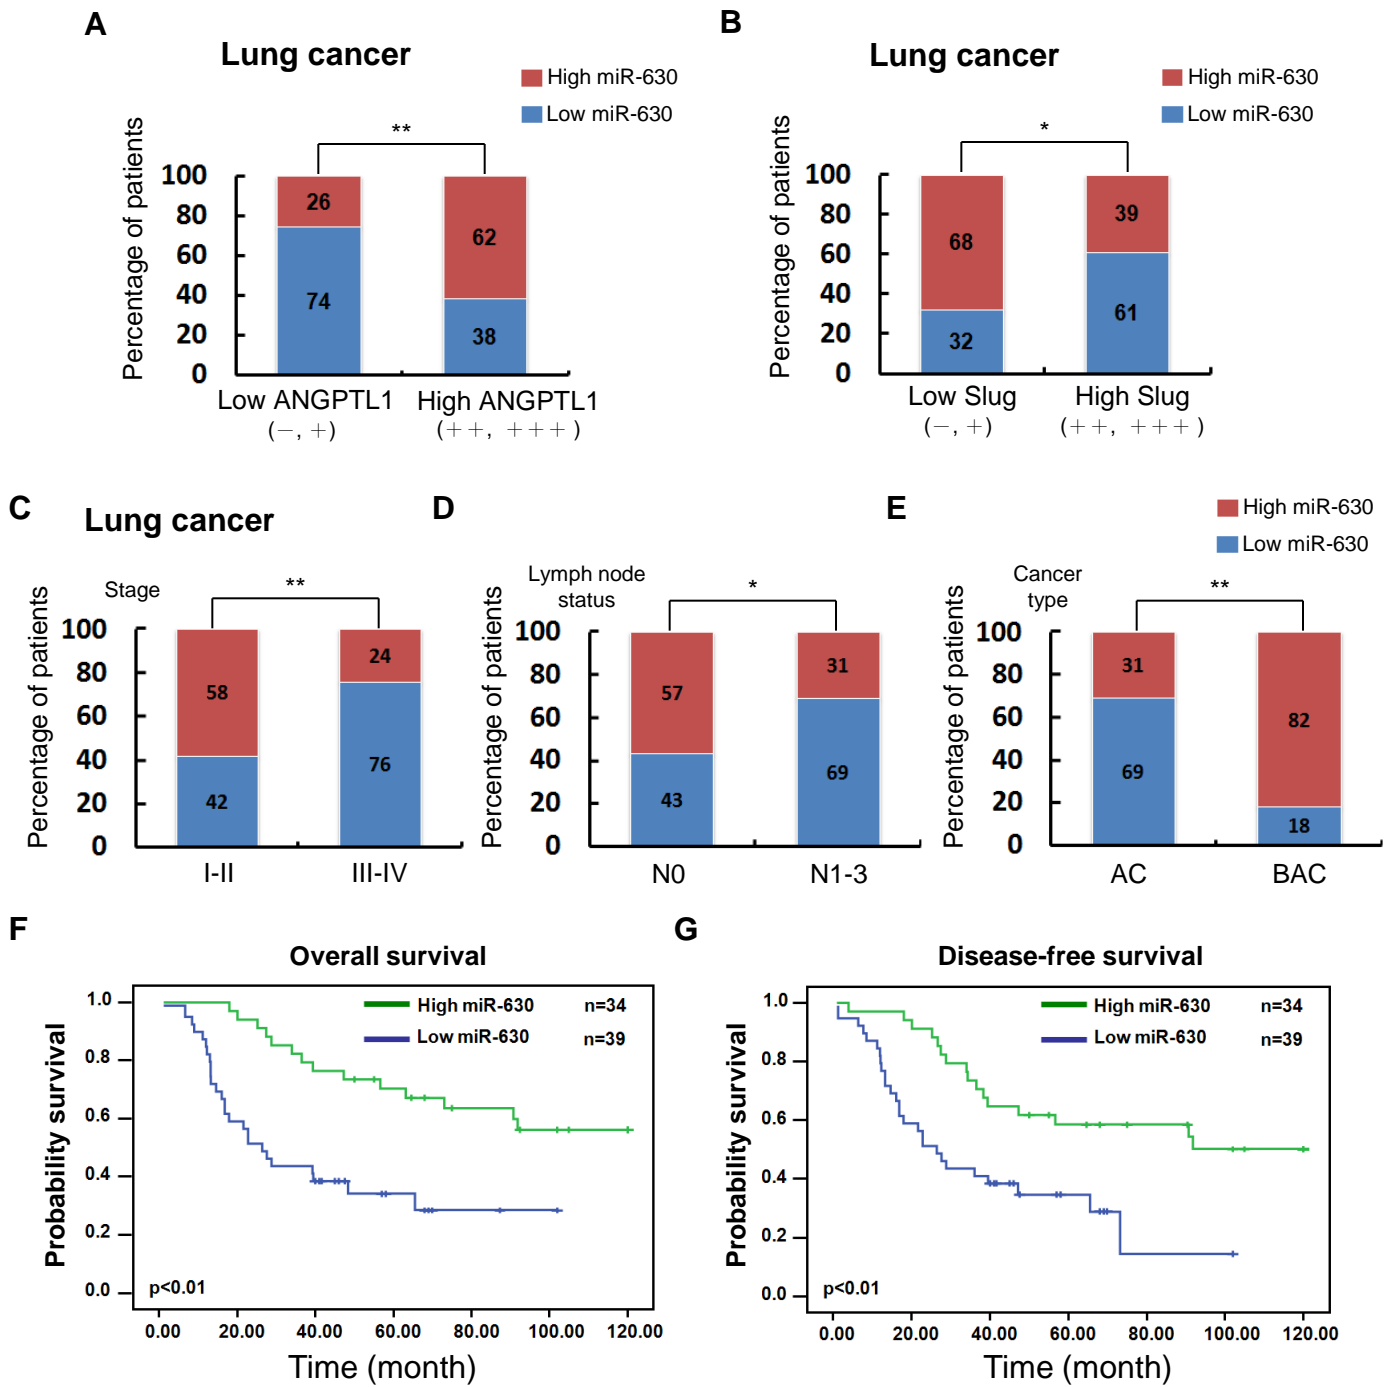 A
Lung cancer
High miR-630
Low miR-630
**
Percentage of patients
100
80
60
40
20
0
26
74
62
38
Low ANGPTL1
(−, +)
High ANGPTL1
(++, +++)
B
Lung cancer
High miR-630
Low miR-630
*
Percentage of patients
100
80
60
40
20
0
68
32
39
61
Low Slug
(−, +)
High Slug
(++, +++)
C
Lung cancer
Stage
**
Percentage of patients
100
80
60
40
20
0
58
42
24
76
I-II
III-IV
D
Lymph node
status
*
Percentage of patients
100
80
60
40
20
0
57
43
31
69
N0
N1-3
E
High miR-630
Low miR-630
Cancer
type
**
Percentage of patients
100
80
60
40
20
0
31
69
82
18
AC
BAC
F
Overall survival
Probability survival
1.0
0.8
0.6
0.4
0.2
0.0
High miR-630 n=34
Low miR-630 n=39
p<0.01
0.00 20.00 40.00 60.00 80.00 100.00 120.00
Time (month)
G
Disease-free survival
Probability survival
1.0
0.8
0.6
0.4
0.2
0.0
High miR-630 n=34
Low miR-630 n=39
p<0.01
0.00 20.00 40.00 60.00 80.00 100.00 120.00
Time (month)